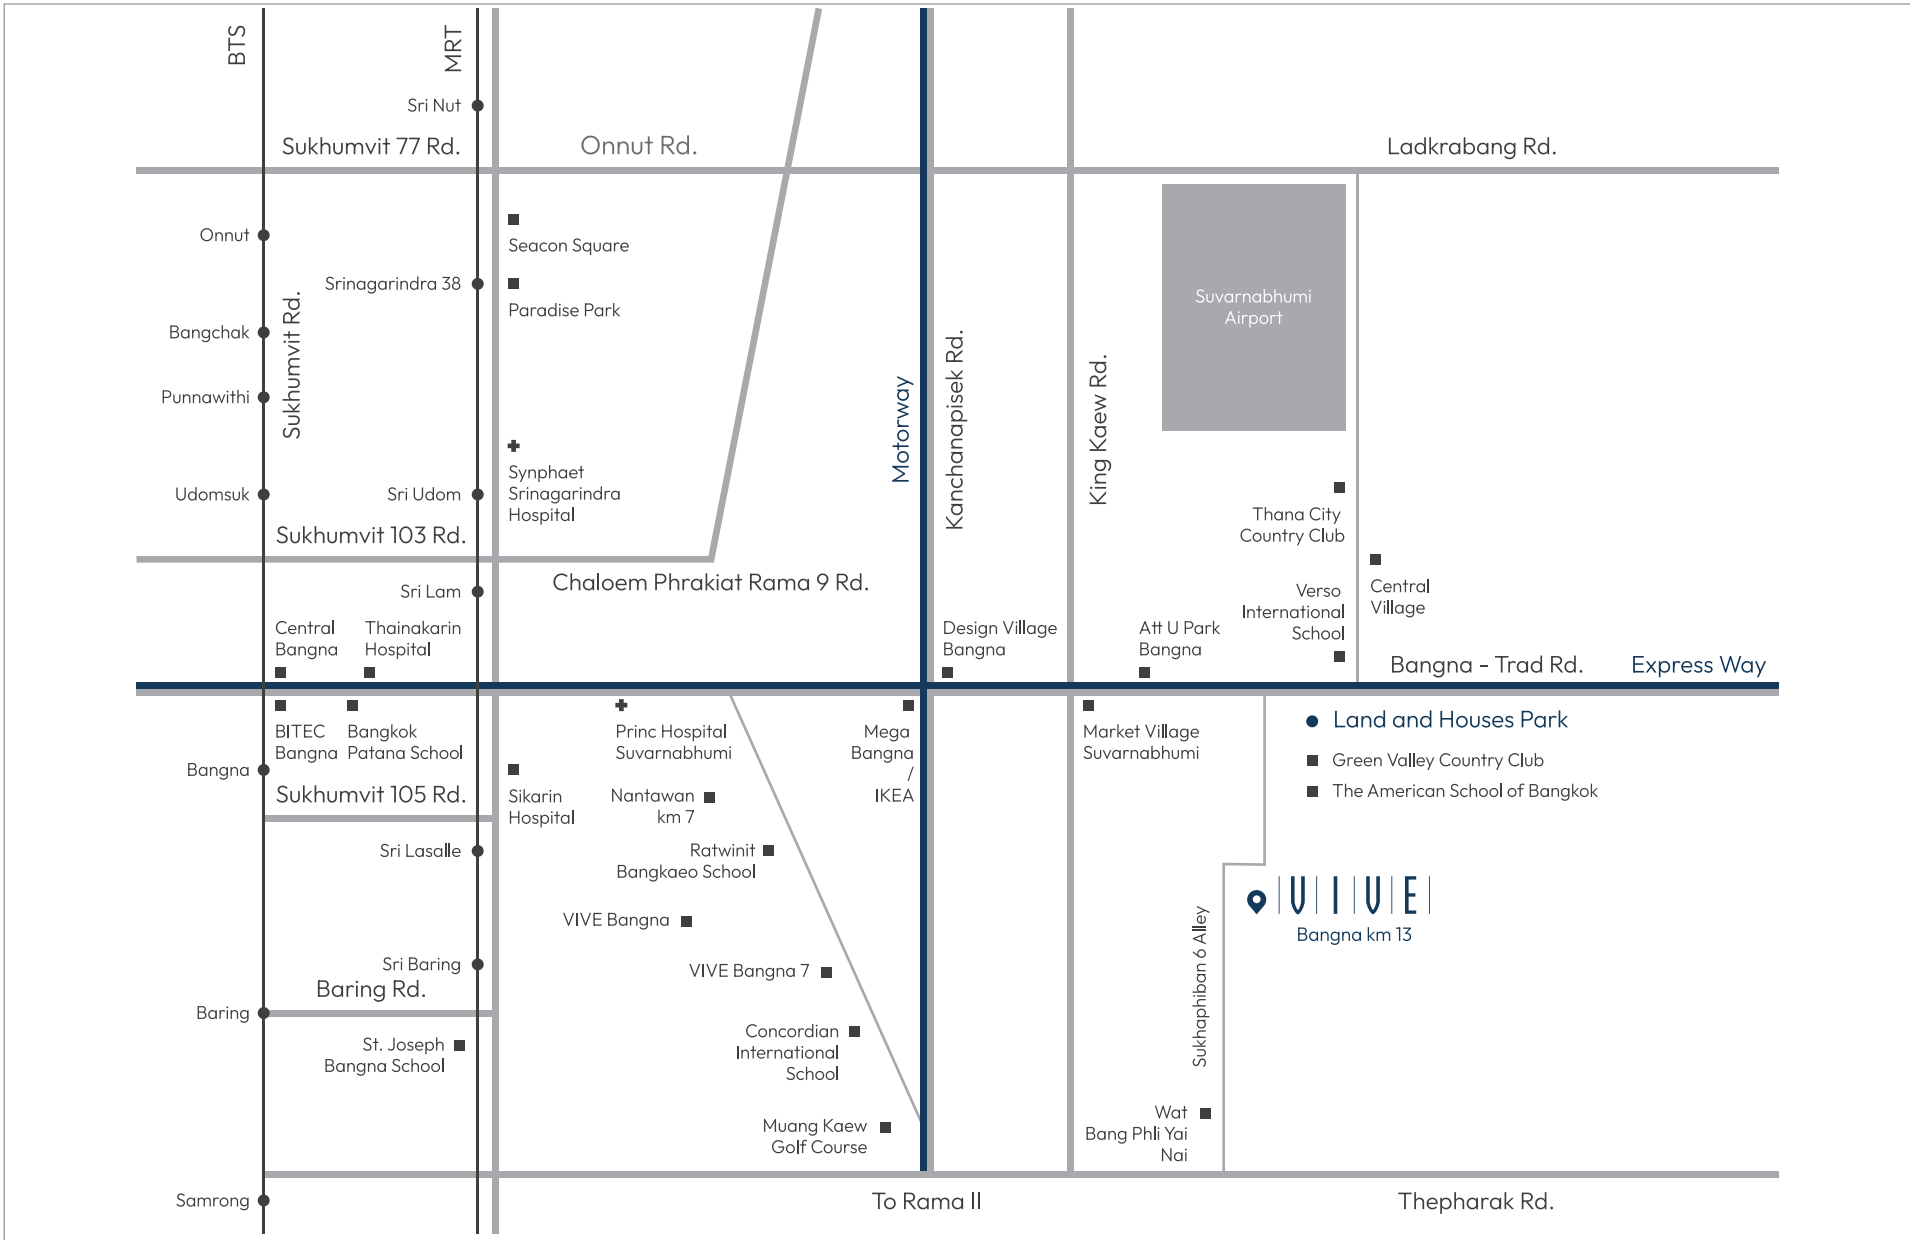 BTS
MRT
Sri Nut
Sukhumvit 77 Rd.
Onnut Rd.
Ladkrabang Rd.
Onnut
Seacon Square
Srinagarindra 38
Paradise Park
Suvarnabhumi
Airport
Bangchak
Sukhumvit Rd.
Punnawithi
Motorway
Kanchanapisek Rd.
King Kaew Rd.
Synphaet
Srinagarindra
Hospital
Udomsuk
Sri Udom
Thana City
Country Club
Sukhumvit 103 Rd.
Chaloem Phrakiat Rama 9 Rd.
Sri Lam
Central
Village
Verso
International
School
Central
Bangna
Thainakarin
Hospital
Design Village
Bangna
Att U Park
Bangna
Bangna - Trad Rd.
Express Way
BITEC
Bangna
Bangkok
Patana School
Princ Hospital
Suvarnabhumi
Mega
Bangna
/
IKEA
Market Village
Suvarnabhumi
Land and Houses Park
Green Valley Country Club
The American School of Bangkok
Bangna
Sukhumvit 105 Rd.
Sikarin
Hospital
Nantawan
km 7
Sri Lasalle
Ratwinit
Bangkaeo School
VIVE
Bangna km 13
VIVE Bangna
Sukhaphiban 6 Alley
Sri Baring
VIVE Bangna 7
Baring Rd.
Baring
St. Joseph
Bangna School
Concordian
International
School
Muang Kaew
Golf Course
Wat
Bang Phli Yai
Nai
Samrong
To Rama II
Thepharak Rd.